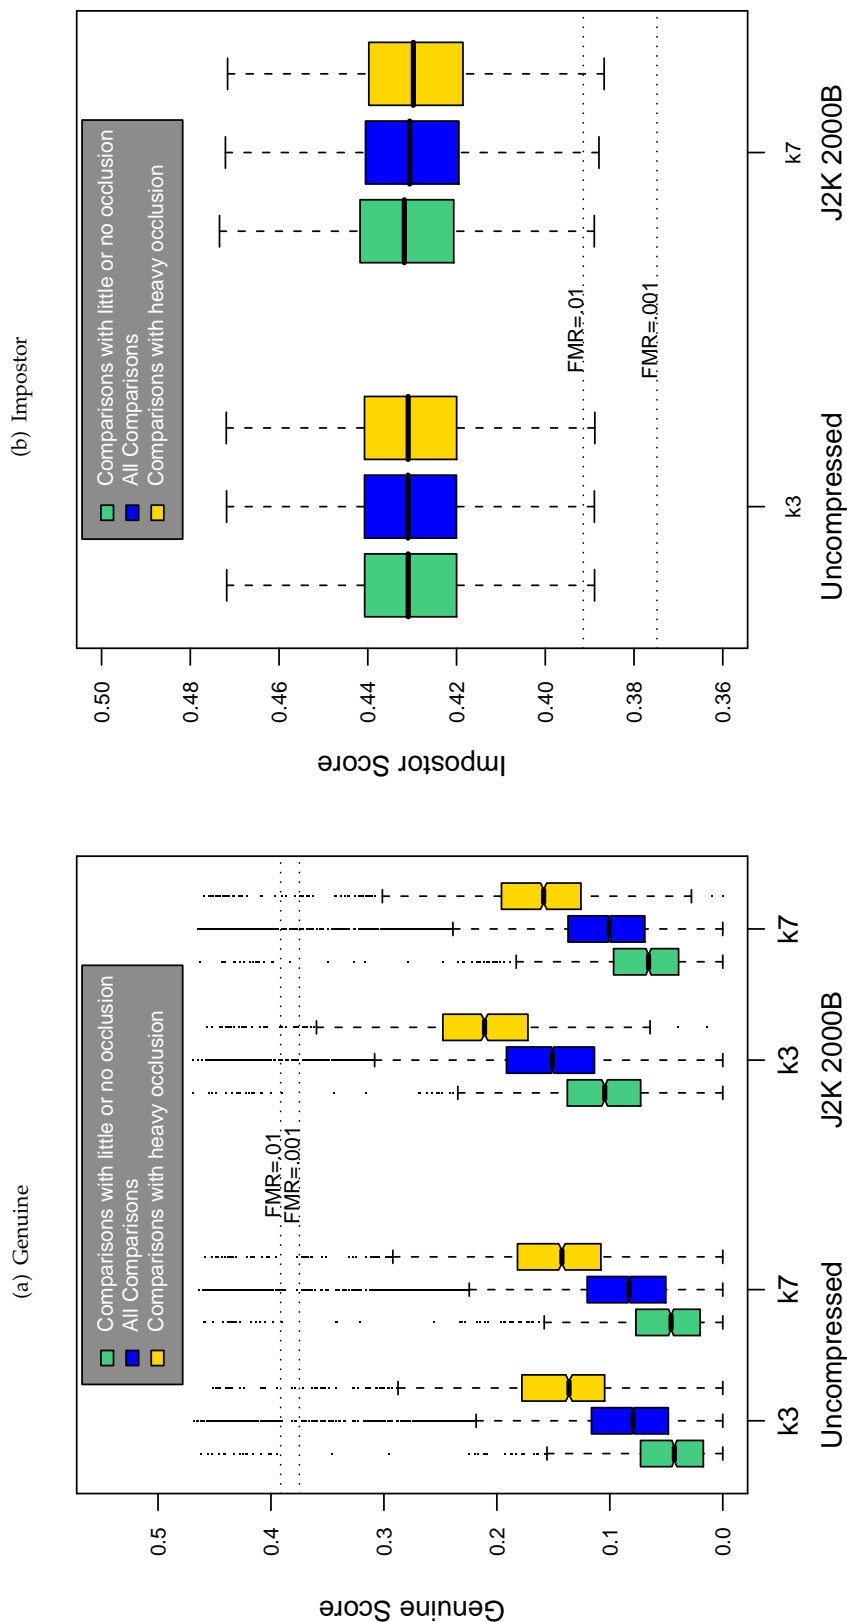 (a) Genuine
Comparisons with little or no occlusion
All Comparisons
Comparisons with heavy occlusion
FMR=.01
FMR=.001
Genuine Score
0.0
0.1
0.2
0.3
0.4
0.5
k3
k7
k3
k7
Uncompressed
J2K 2000B
(b) Impostor
Comparisons with little or no occlusion
All Comparisons
Comparisons with heavy occlusion
FMR=.01
FMR=.001
Impostor Score
0.36
0.38
0.40
0.42
0.44
0.46
0.48
0.50
k3
k7
Uncompressed
J2K 2000B